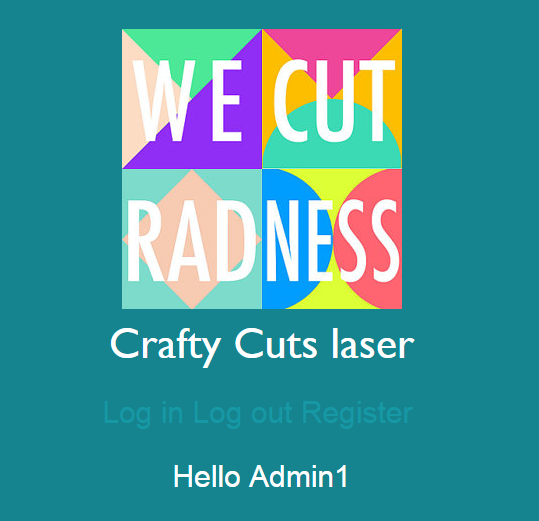 WE CUT
RADNESS
Crafty Cuts laser
Log in Log out Register
Hello Admin1